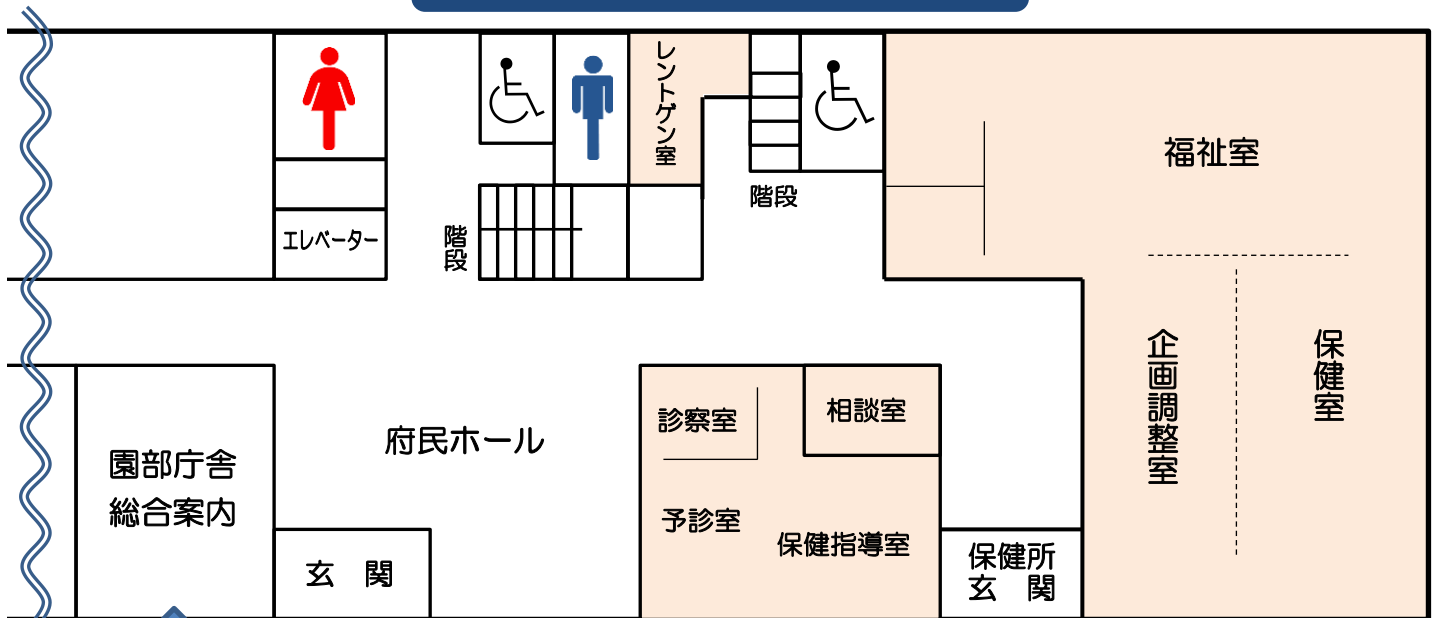 レントゲン室
福祉室
階段
階段
エレベーター
企画調整室
保健室
診察室
相談室
府民ホール
園部庁舎
総合案内
予診室
保健指導室
玄　関
保健所
玄　関